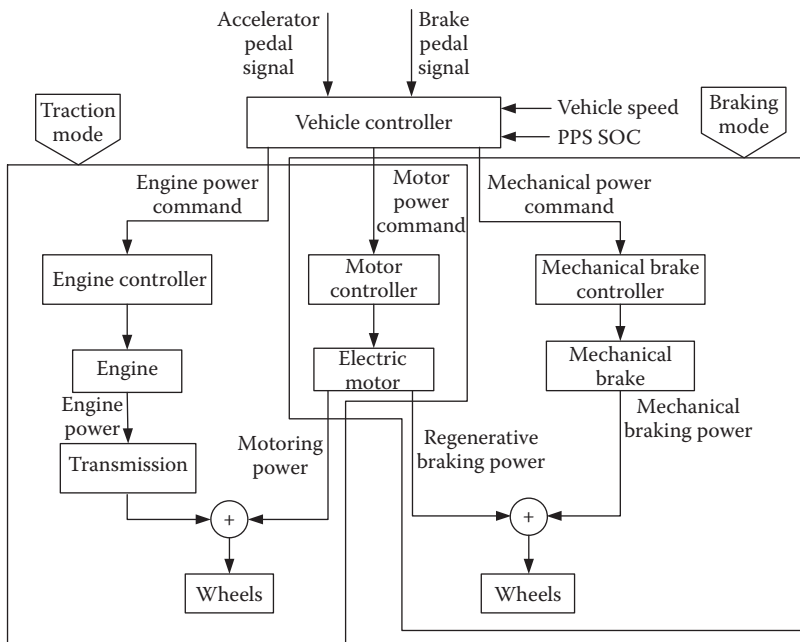 Accelerator
pedal
signal
Brake
pedal
signal
Traction
mode
Braking
mode
Vehicle controller
Vehicle speed
PPS SOC
Engine power
command
Motor
power
command
Mechanical power
command
Engine controller
Motor
controller
Mechanical brake
controller
Engine
Electric
motor
Mechanical
brake
Engine
power
Transmission
Motoring
power
Regenerative
braking power
Mechanical
braking power
+
+
Wheels
Wheels